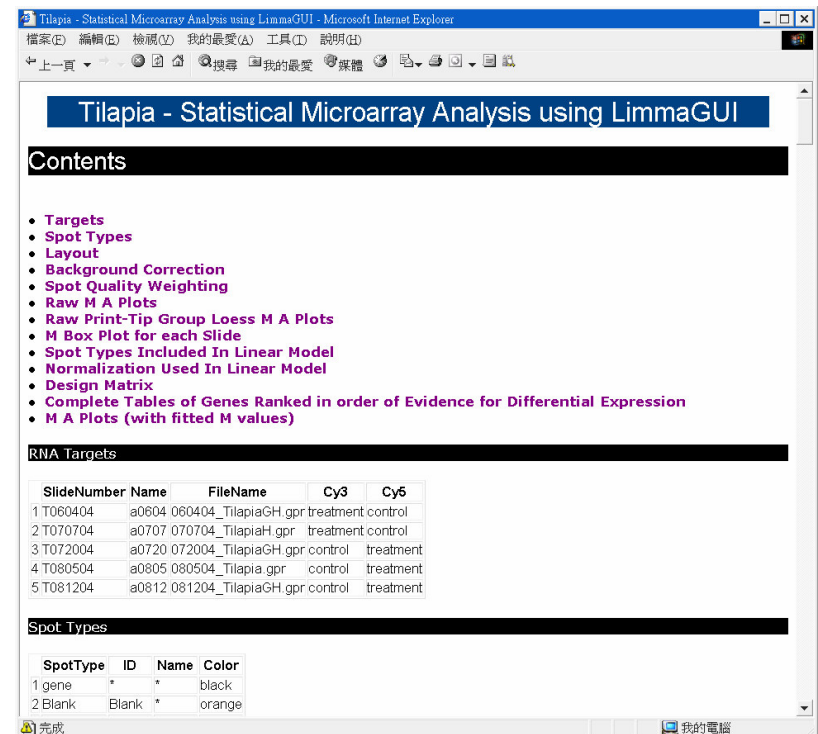 Tilapia - Statistical Microarray Analysis using LimmaGUI - Microsoft Internet Explorer
檔案(F) 編輯(E) 檢視(V) 我的最愛(A) 工具(T) 說明(H)
上一頁 搜尋 我的最愛 媒體
Tilapia - Statistical Microarray Analysis using LimmaGUI
Contents
Targets
Spot Types
Layout
Background Correction
Spot Quality Weighting
Raw M A Plots
Raw Print-Tip Group Loess M A Plots
M Box Plot for each Slide
Spot Types Included In Linear Model
Normalization Used In Linear Model
Design Matrix
Complete Tables of Genes Ranked in order of Evidence for Differential Expression
M A Plots (with fitted M values)
RNA Targets
SlideNumber Name FileName Cy3 Cy5
1 T060404 a0604 060404_TilapiaGH.gpr treatment control
2 T070704 a0707 070704_TilapiaH.gpr treatment control
3 T072004 a0720 072004_TilapiaGH.gpr control treatment
4 T080504 a0805 080504_Tilapia.gpr control treatment
5 T081204 a0812 081204_TilapiaGH.gpr control treatment
Spot Types
SpotType ID Name Color
1 gene * * black
2 Blank Blank * orange
完成 我的電腦